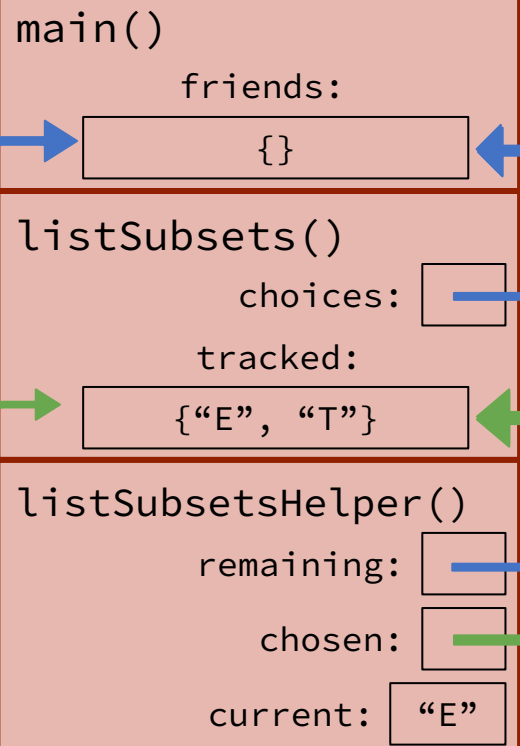 main()
friends:
{}
listSubsets()
choices:
tracked:
{“E”, “T”}
listSubsetsHelper()
remaining:
chosen:
current: “E”